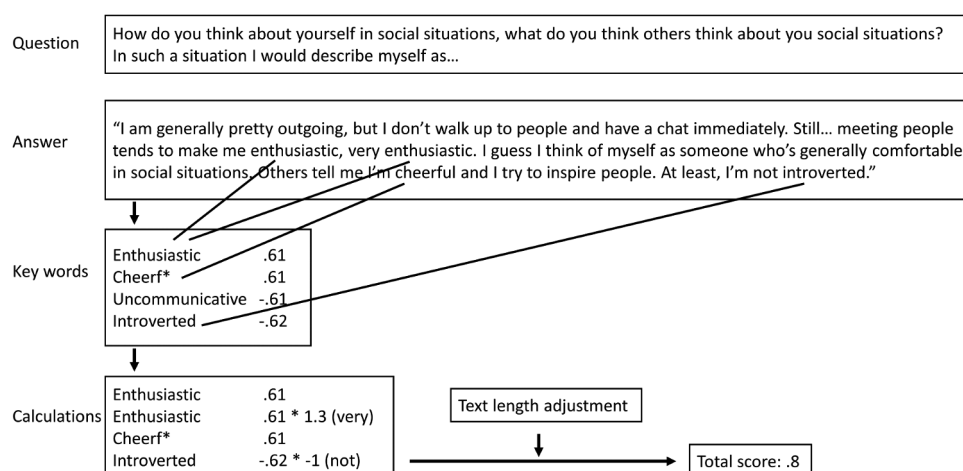 Question
How do you think about yourself in social situations, what do you think others think about you social situations?
In such a situation I would describe myself as…
Answer
“I am generally pretty outgoing, but I don’t walk up to people and have a chat immediately. Still… meeting people
tends to make me enthusiastic, very enthusiastic. I guess I think of myself as someone who’s generally comfortable
in social situations. Others tell me I’m cheerful and I try to inspire people. At least, I’m not introverted.”
Key words
Enthusiastic .61
Cheerf* .61
Uncommunicative -.61
Introverted -.62
Calculations
Enthusiastic .61
Enthusiastic .61 * 1.3 (very)
Cheerf* .61
Introverted -.62 * -1 (not)
Text length adjustment
Total score: .8